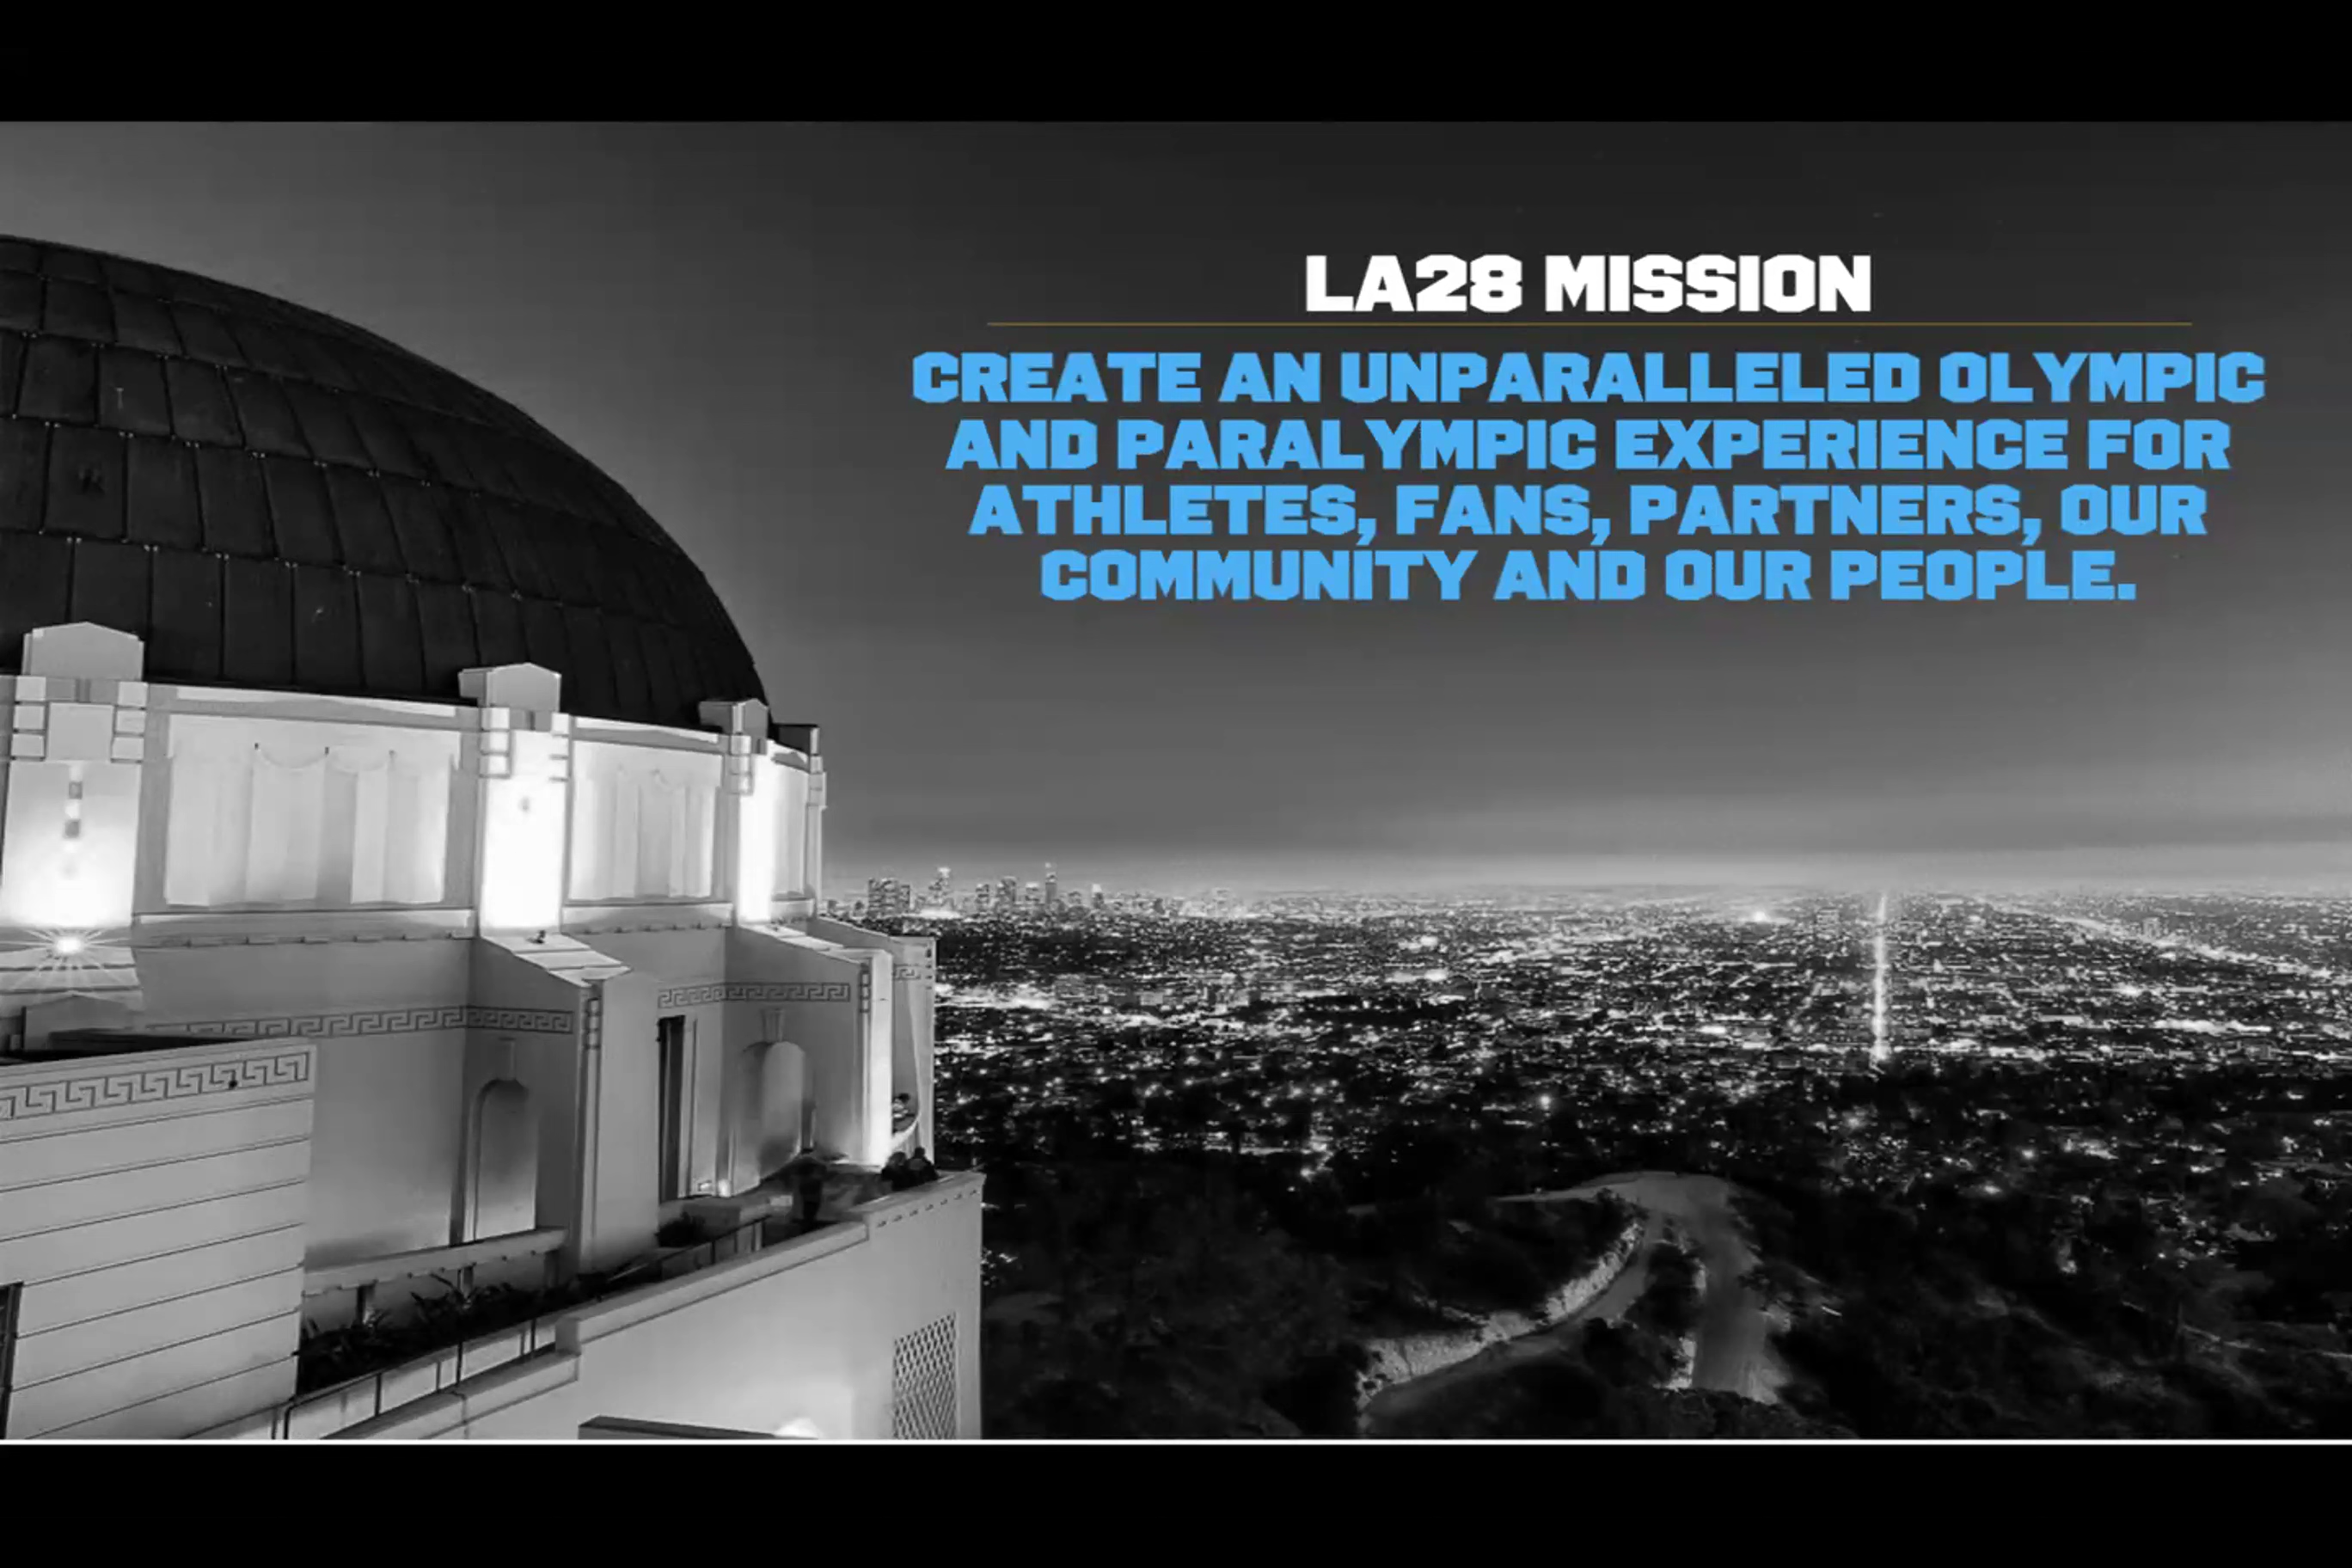 LA28 MISSION
CREATE AN UNPARALLELED OLYMPIC
AND PARALYMPIC EXPERIENCE FOR
ATHLETES, FANS, PARTNERS, OUR
COMMUNITY AND OUR PEOPLE.